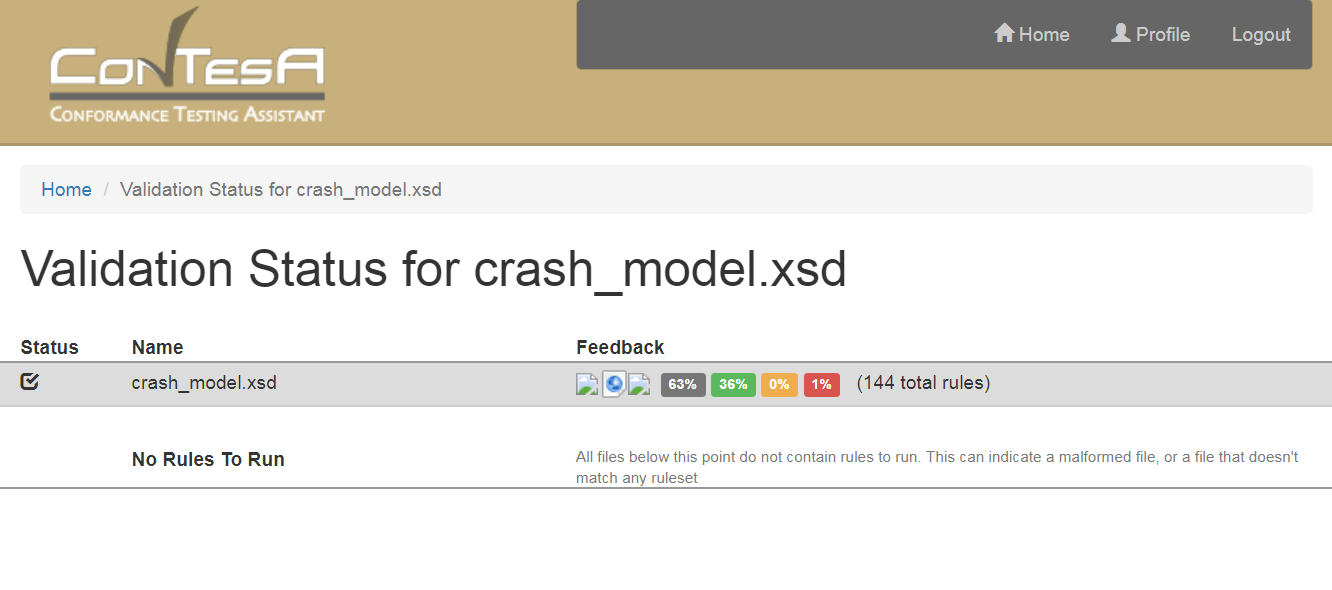 ConTesA
Conformance Testing Assistant
Home Profile Logout
Home / Validation Status for crash_model.xsd
Validation Status for crash_model.xsd
Status Name Feedback
crash_model.xsd 63% 36% 0% 1% (144 total rules)
No Rules To Run All files below this point do not contain rules to run. This can indicate a malformed file, or a file that doesn't
match any ruleset